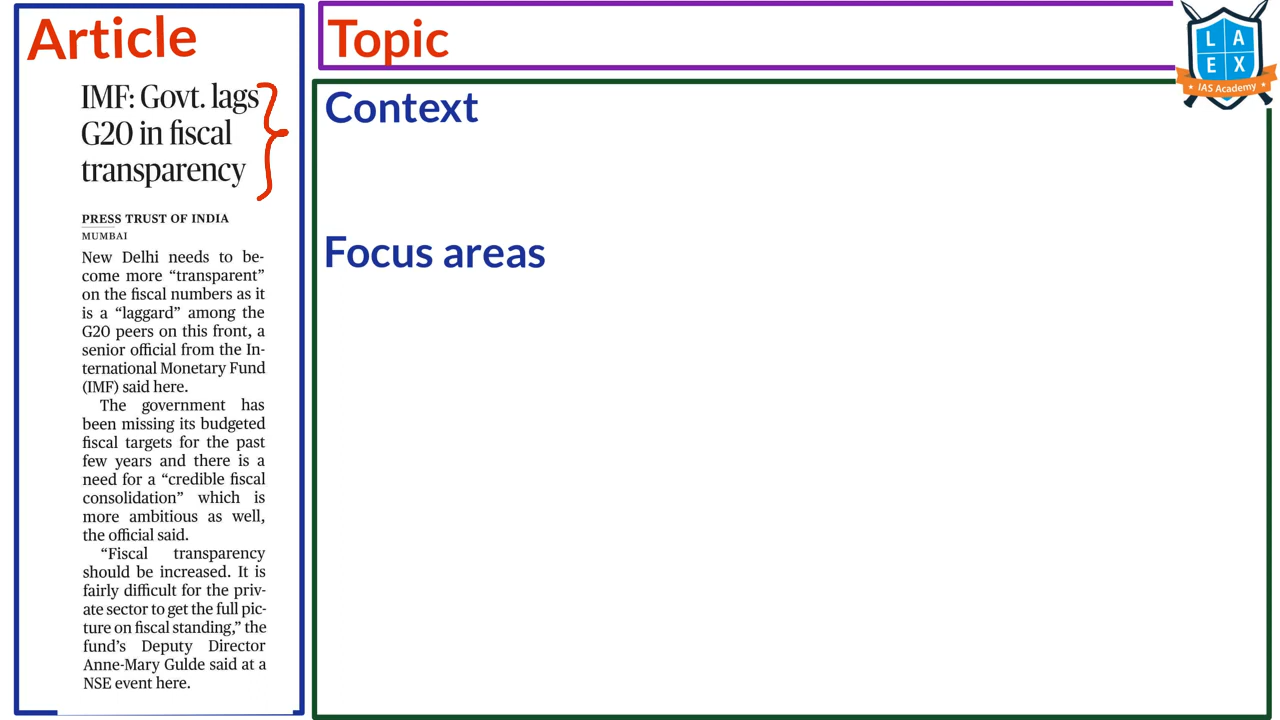 Article
IMF: Govt. lags
G20 in fiscal
transparency
PRESS TRUST OF INDIA
MUMBAI
New Delhi needs to be-
come more “transparent”
on the fiscal numbers as it
is a “laggard” among the
G20 peers on this front, a
senior official from the In-
ternational Monetary Fund
(IMF) said here.
The government has
been missing its budgeted
fiscal targets for the past
few years and there is a
need for a “credible fiscal
consolidation” which is
more ambitious as well,
the official said.
“Fiscal transparency
should be increased. It is
fairly difficult for the priv-
ate sector to get the full pic-
ture on fiscal standing,” the
fund’s Deputy Director
Anne-Mary Gulde said at a
NSE event here.
Topic
Context
Focus areas
L A
E X
IAS Academy